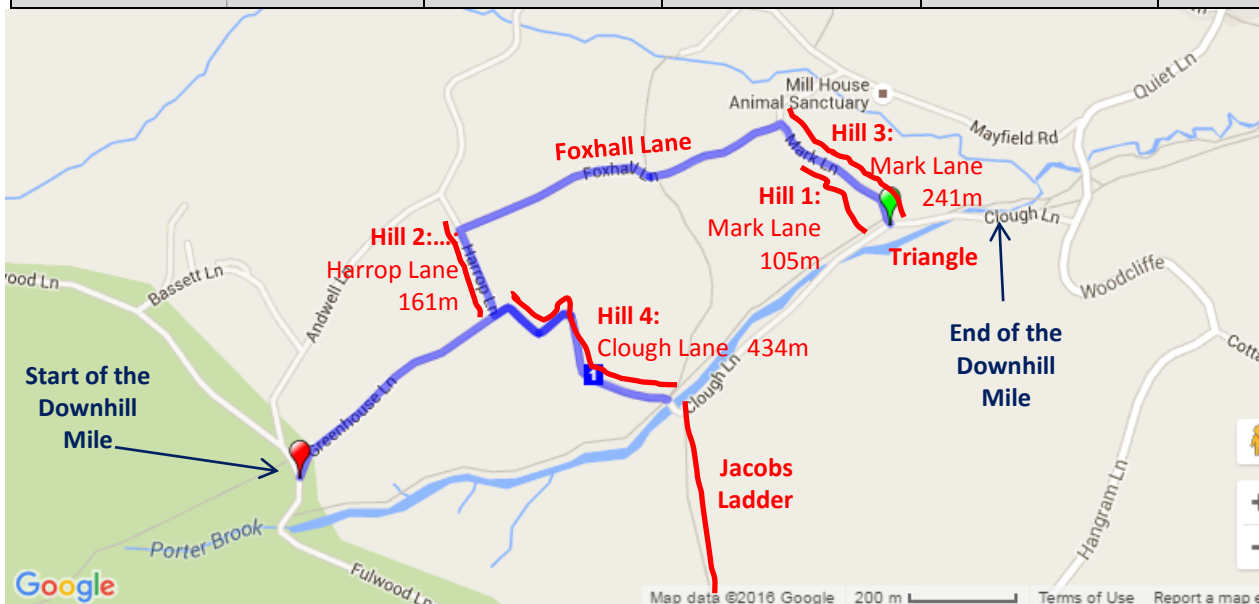 Quiet Ln
Mill House
Animal Sanctuary
Mayfield Rd
Hill 3:
Mark Lane
241m
Mark Ln
Foxhall Lane
Foxhall Ln
Hill 1:
Mark Lane
105m
Clough Ln
Triangle
Woodcliffe
Hill 2:...:
Harrop Lane
161m
Harrop Ln
wood Ln
Bassett Ln
Andwell Ln
Hill 4:
Clough Lane 434m
1
Clough Ln
End of the
Downhill
Mile
Cotta
Start of the
Downhill
Mile
Greenhouse Ln
Jacobs
Ladder
Hangram Ln
Porter Brook
Fulwood Ln
Google
Map data ©2016 Google 200 m Terms of Use Report a map e